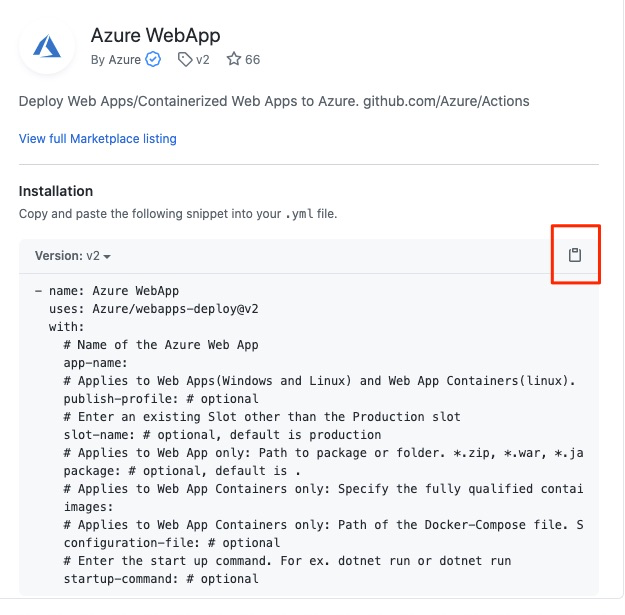 Azure WebApp
By Azure v2 66
Deploy Web Apps/Containerized Web Apps to Azure. github.com/Azure/Actions
View full Marketplace listing
Installation
Copy and paste the following snippet into your .yml file.
Version: v2
- name: Azure WebApp
uses: Azure/webapps-deploy@v2
with:
# Name of the Azure Web App
app-name:
# Applies to Web Apps(Windows and Linux) and Web App Containers(linux).
publish-profile: # optional
# Enter an existing Slot other than the Production slot
slot-name: # optional, default is production
# Applies to Web App only: Path to package or folder. *.zip, *.war, *.ja
package: # optional, default is .
# Applies to Web App Containers only: Specify the fully qualified contai
images:
# Applies to Web App Containers only: Path of the Docker-Compose file. S
configuration-file: # optional
# Enter the start up command. For ex. dotnet run or dotnet run
startup-command: # optional